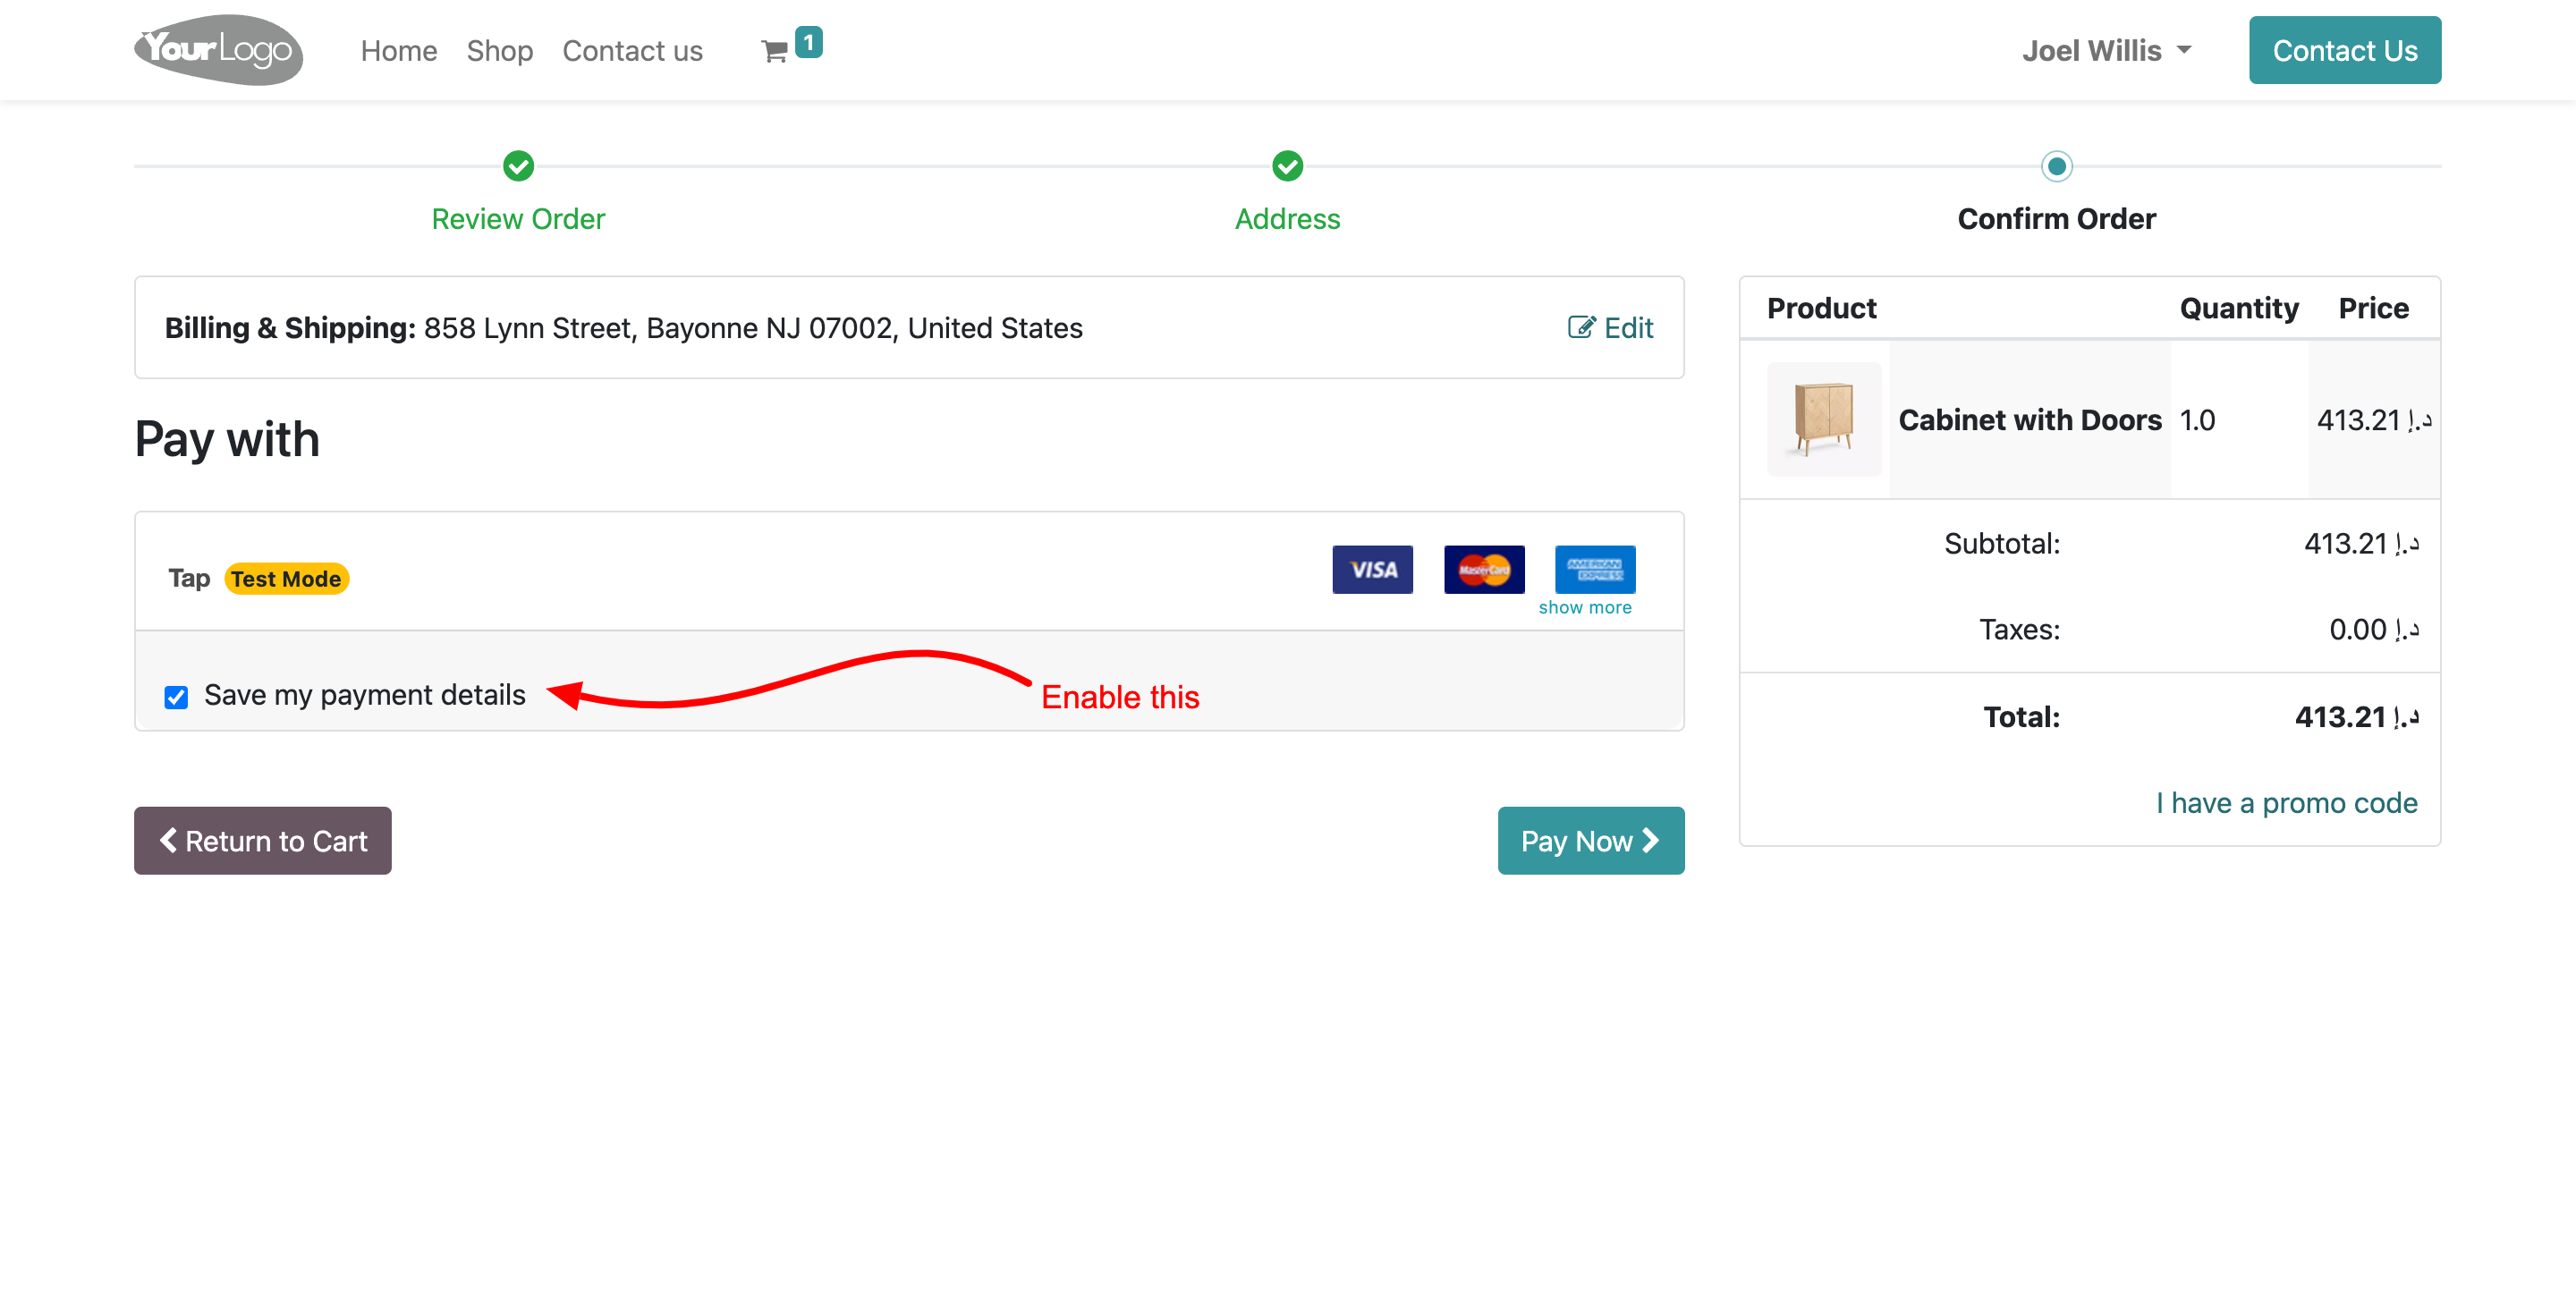 YourLogo
Home Shop Contact us 1
Joel Willis
Contact Us
Review Order
Address
Confirm Order
Billing & Shipping: 858 Lynn Street, Bayonne NJ 07002, United States
Edit
Pay with
Tap Test Mode
VISA MasterCard AMERICAN EXPRESS
show more
Save my payment details
Enable this
Return to Cart
Pay Now
Product Quantity Price
Cabinet with Doors 1.0 413.21 د.إ
Subtotal: 413.21 د.إ
Taxes: 0.00 د.إ
Total: 413.21 د.إ
I have a promo code